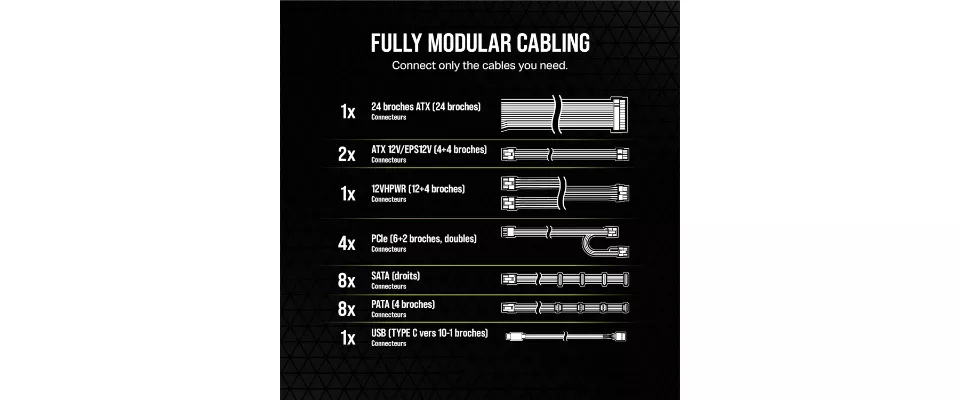 FULLY MODULAR CABLING
Connect only the cables you need.
1x
24 broches ATX (24 broches)
Connecteurs
2x
ATX 12V/EPS12V (4+4 broches)
Connecteurs
1x
12VHPWR (12+4 broches)
Connecteurs
4x
PCIe (6+2 broches, doubles)
Connecteurs
8x
SATA (droits)
Connecteurs
8x
PATA (4 broches)
Connecteurs
1x
USB (TYPE C vers 10-1 broches)
Connecteurs